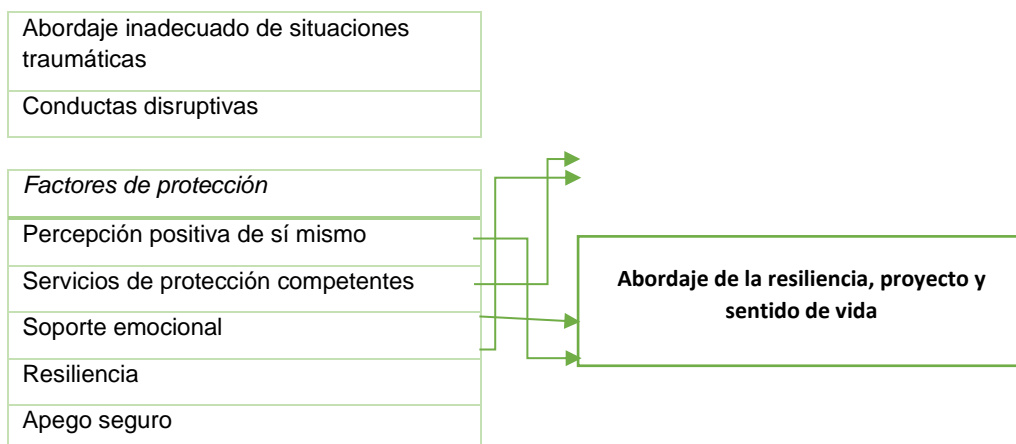 Abordaje inadecuado de situaciones
traumáticas
Conductas disruptivas
Factores de protección
Percepción positiva de sí mismo
Servicios de protección competentes
Soporte emocional
Resiliencia
Apego seguro
Abordaje de la resiliencia, proyecto y
sentido de vida